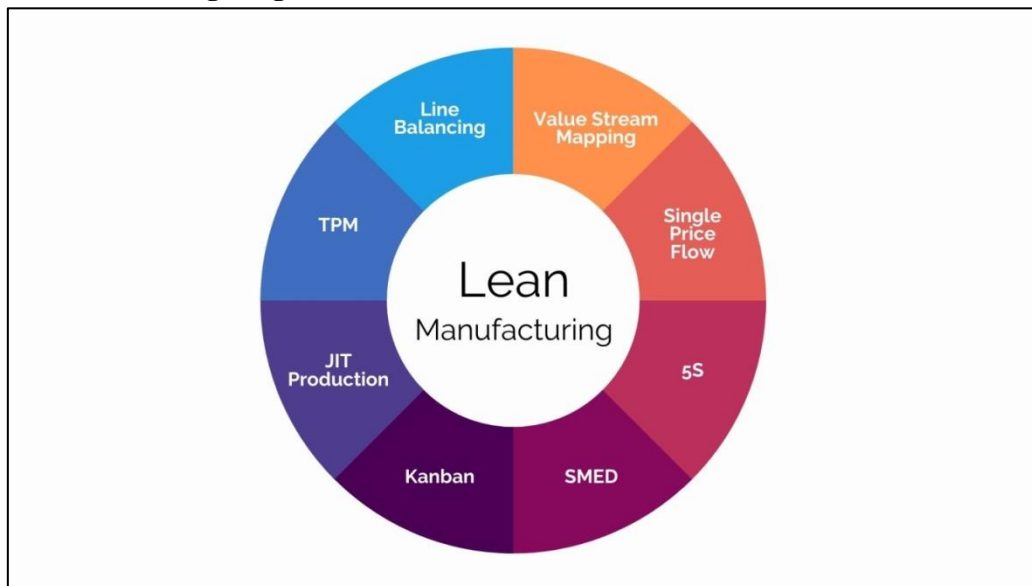 Line
Balancing
Value Stream
Mapping
TPM
Single
Price
Flow
Lean
Manufacturing
JIT
Production
5S
Kanban
SMED